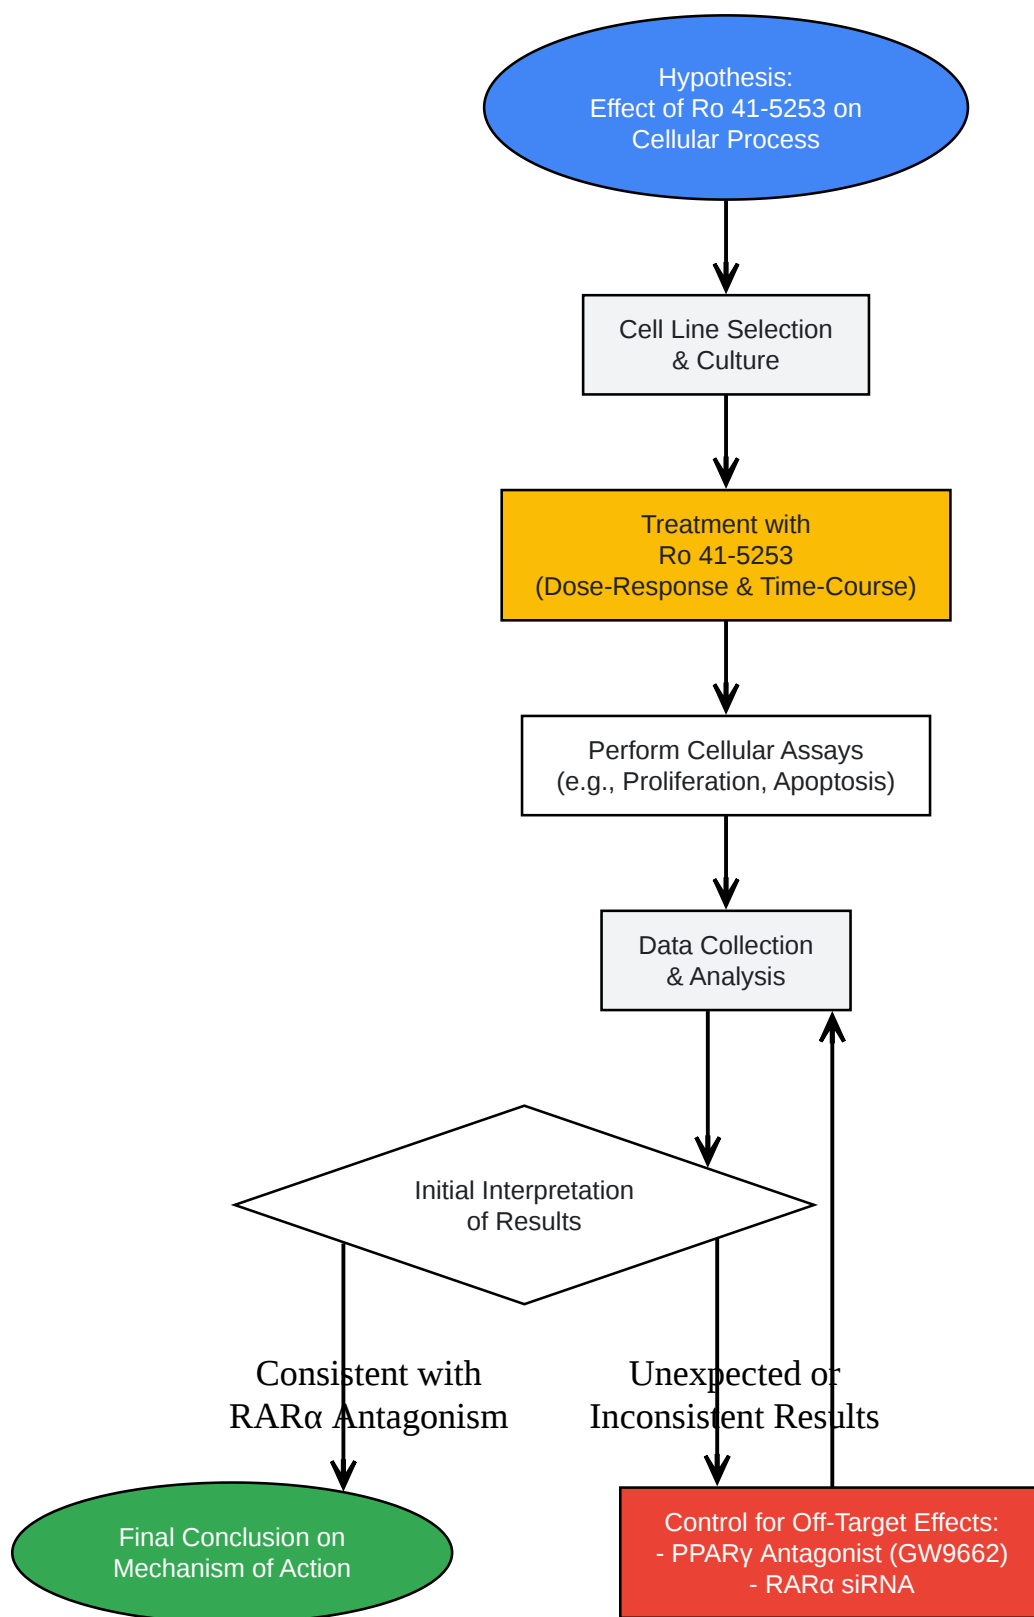 Hypothesis:
Effect of Ro 41-5253 on
Cellular Process
Cell Line Selection
& Culture
Treatment with
Ro 41-5253
(Dose-Response & Time-Course)
Perform Cellular Assays
(e.g., Proliferation, Apoptosis)
Data Collection
& Analysis
Initial Interpretation
of Results
Consistent with
RARα Antagonism
Unexpected or
Inconsistent Results
Final Conclusion on
Mechanism of Action
Control for Off-Target Effects:
- PPARγ Antagonist (GW9662)
- RARα siRNA